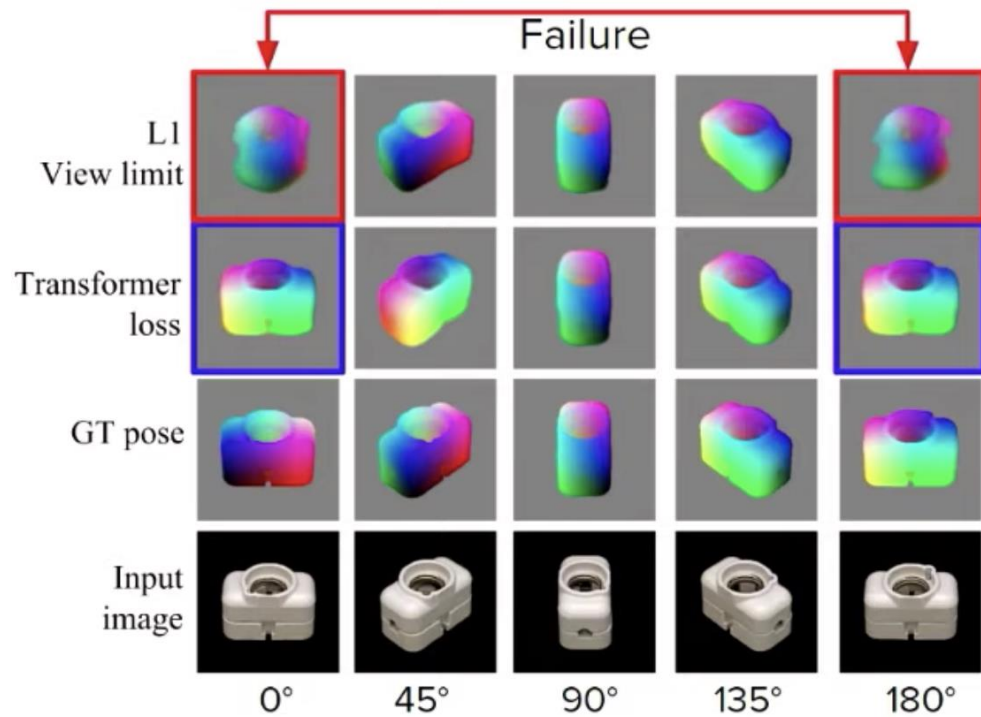 Failure
L1
View limit
Transformer
loss
GT pose
Input
image
0° 45° 90° 135° 180°